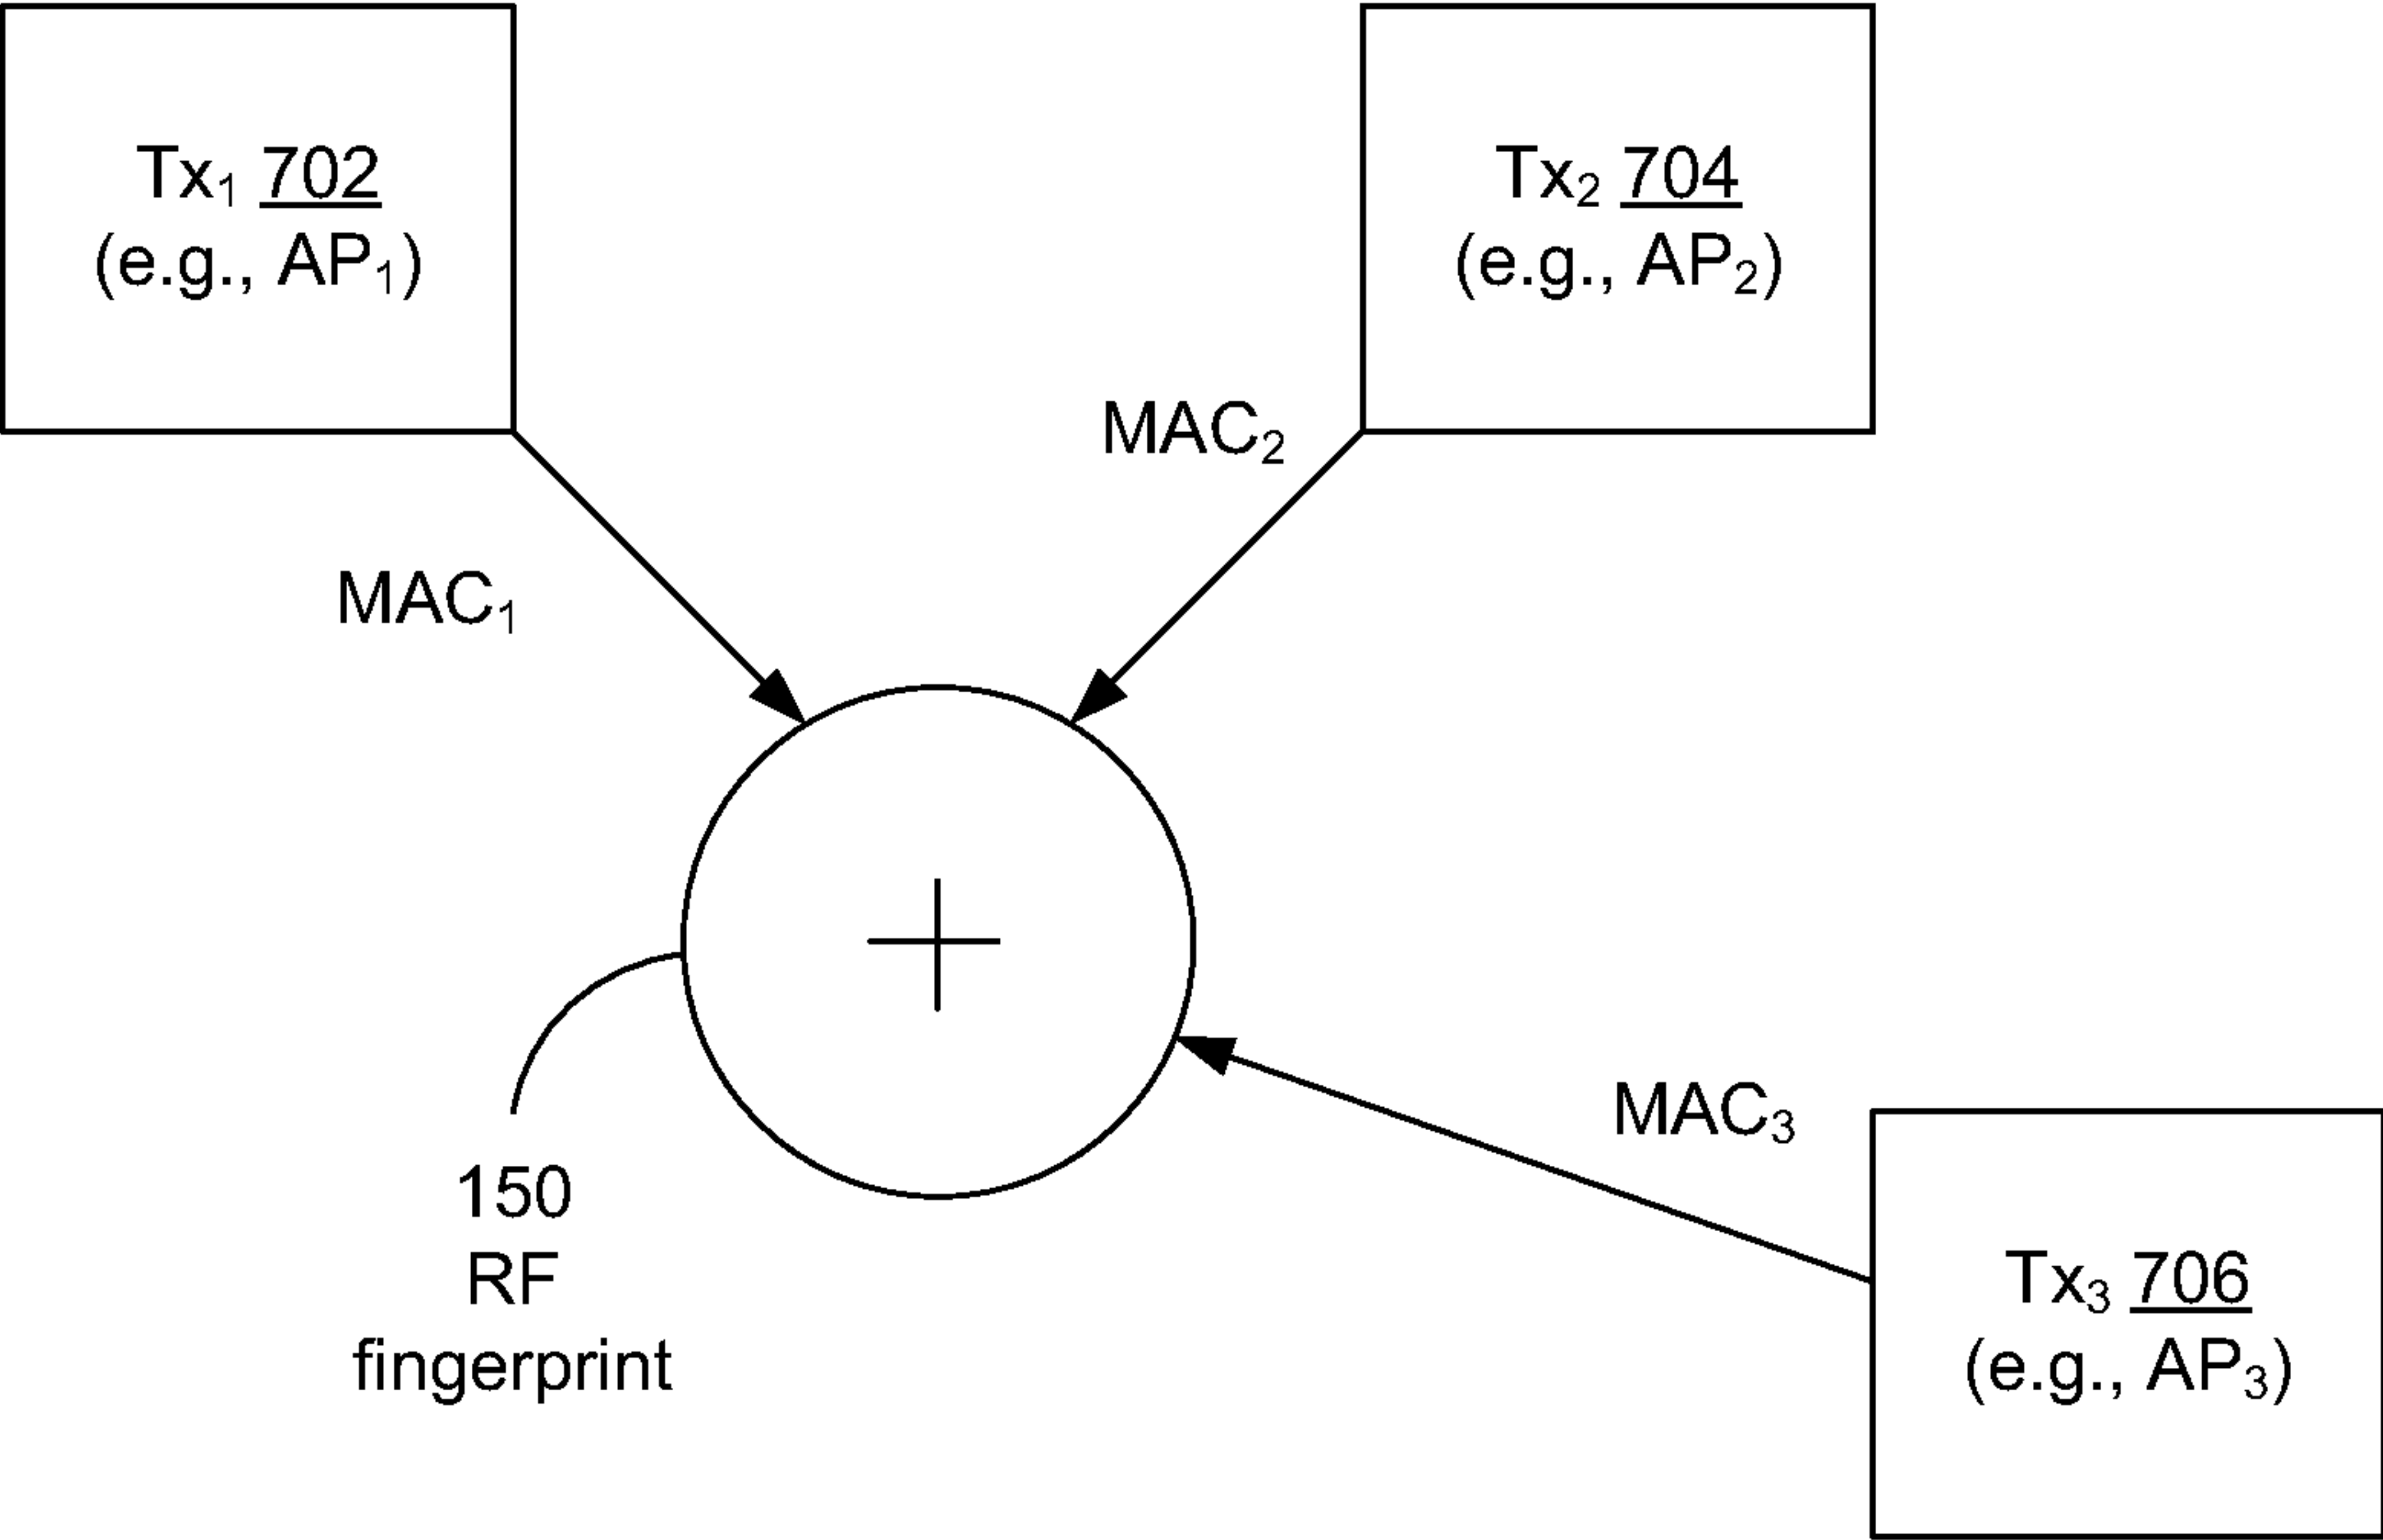 Tx₁ 702
(e.g., AP₁)
Tx₂ 704
(e.g., AP₂)
MAC₂
MAC₁
MAC₃
150
RF
fingerprint
Tx₃ 706
(e.g., AP₃)